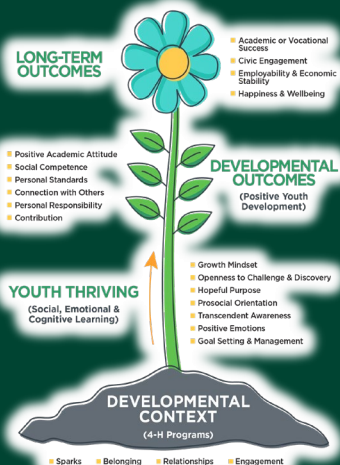 LONG-TERM
OUTCOMES
Academic or Vocational
Success
Civic Engagement
Employability & Economic
Stability
Happiness & Wellbeing
Positive Academic Attitude
Social Competence
Personal Standards
Connection with Others
Personal Responsibility
Contribution
DEVELOPMENTAL
OUTCOMES
(Positive Youth
Development)
YOUTH THRIVING
(Social, Emotional &
Cognitive Learning)
Growth Mindset
Openness to Challenge & Discovery
Hopeful Purpose
Prosocial Orientation
Transcendent Awareness
Positive Emotions
Goal Setting & Management
DEVELOPMENTAL
CONTEXT
(4-H Programs)
Sparks Belonging Relationships Engagement